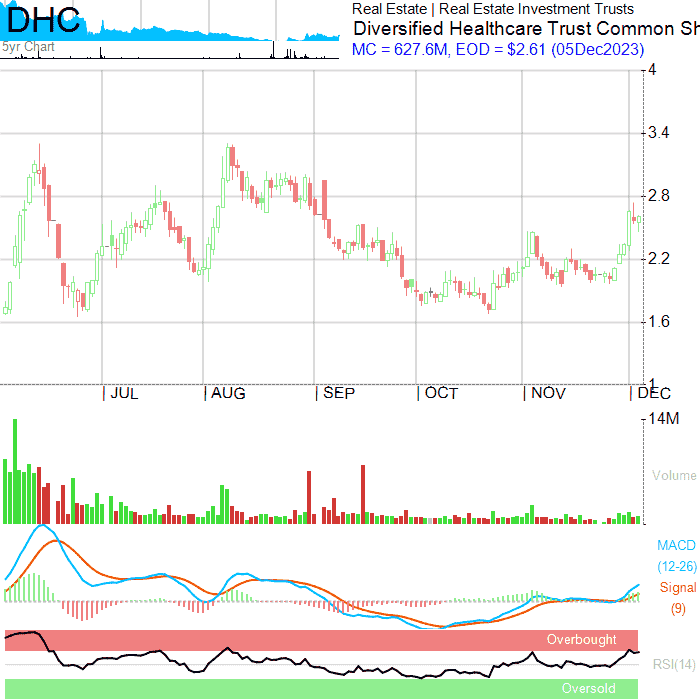 DHC
5yr Chart
Real Estate | Real Estate Investment Trusts
Diversified Healthcare Trust Common Sh
MC = 627.6M, EOD = $2.61 (05Dec2023)
4
3.4
2.8
2.2
1.6
1
| JUL | AUG | SEP | OCT | NOV | DEC
14M
Volume
MACD
(12-26)
Signal
(9)
Overbought
RSI(14)
Oversold